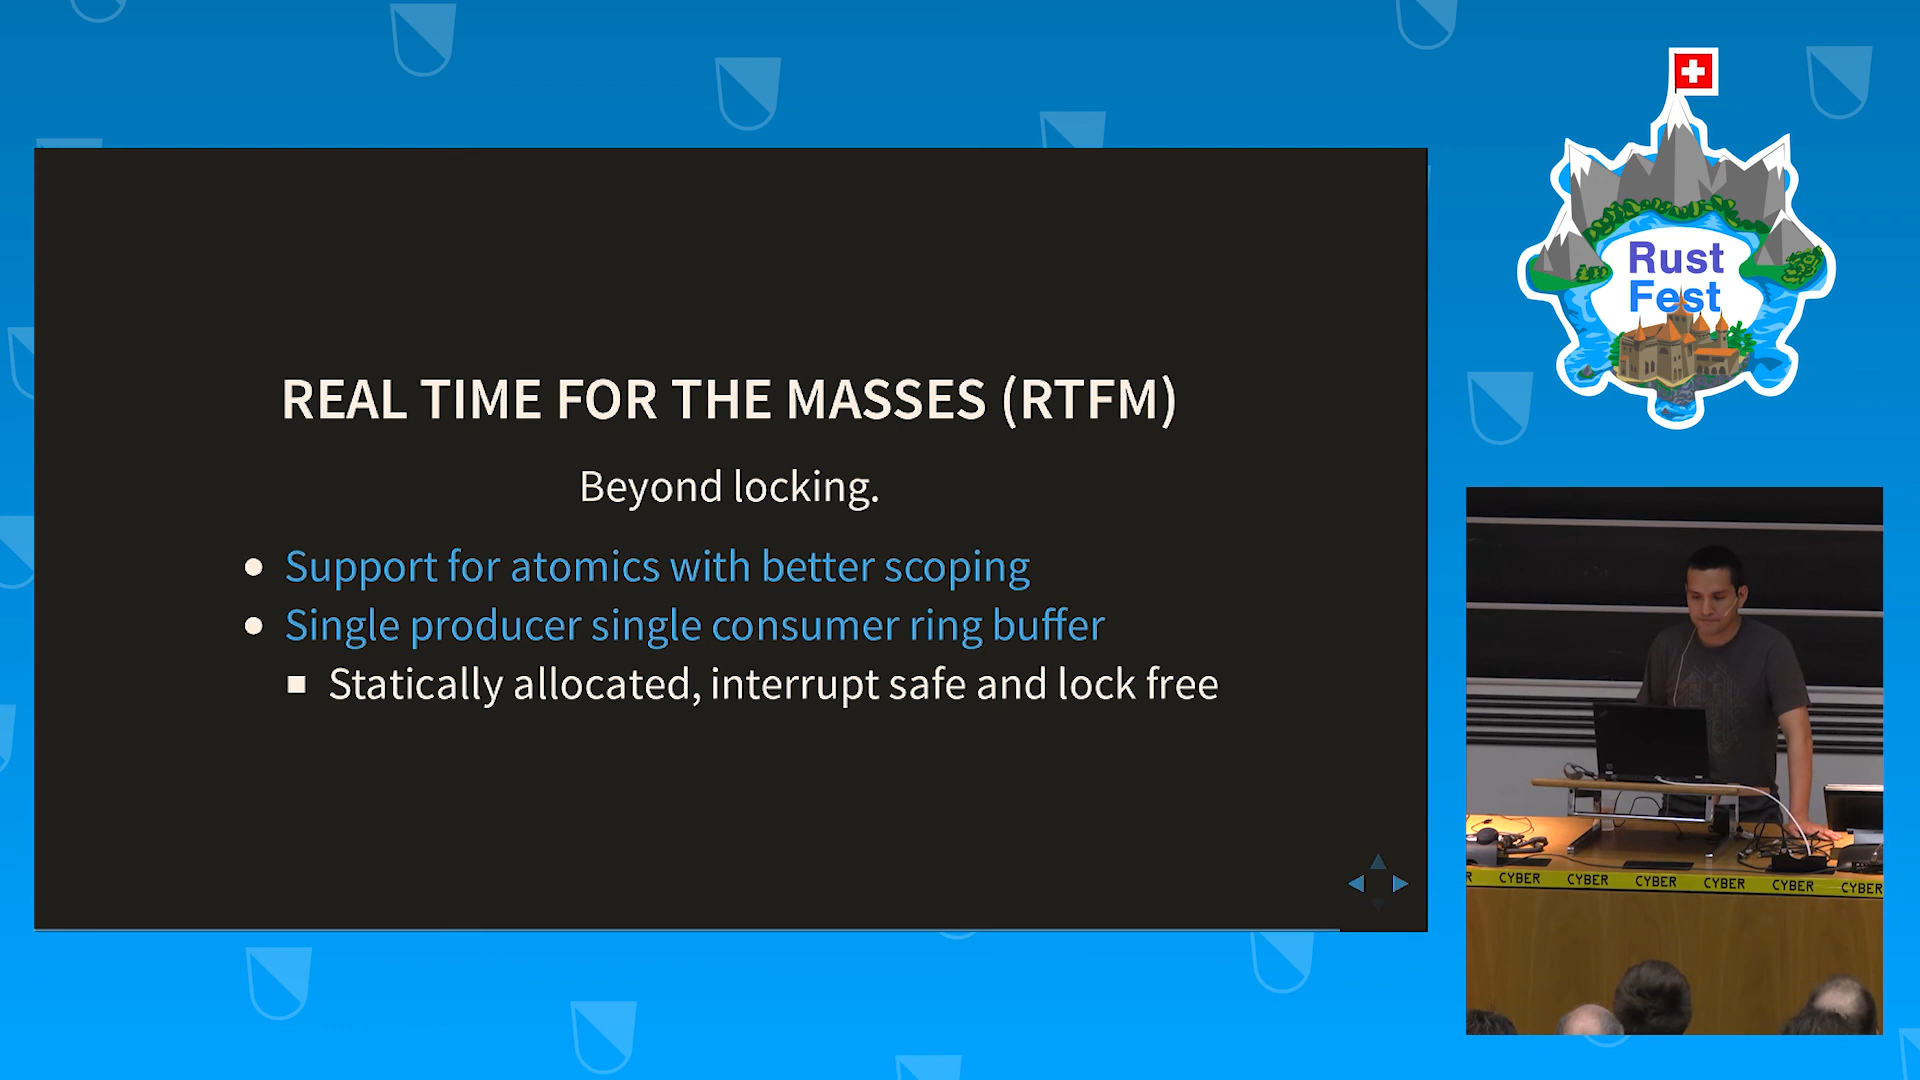 REAL TIME FOR THE MASSES (RTFM)
Beyond locking.
Support for atomics with better scoping
Single producer single consumer ring buffer
Statically allocated, interrupt safe and lock free
Rust
Fest
CYBER CYBER CYBER CYBER CYBER CYBER